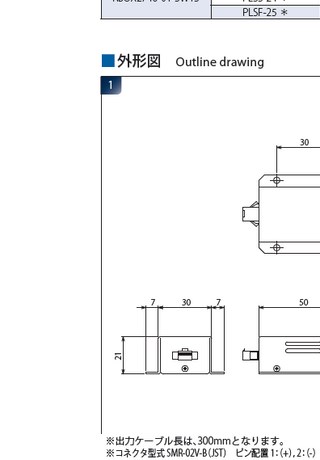 PLSF-25 ＊
■外形図 Outline drawing
1
30
7 30 7
50
21
※出力ケーブル長は、300mmとなります。
※コネクタ型式 SMR-02V-B（JST） ピン配置 1：（+）, 2：（-）